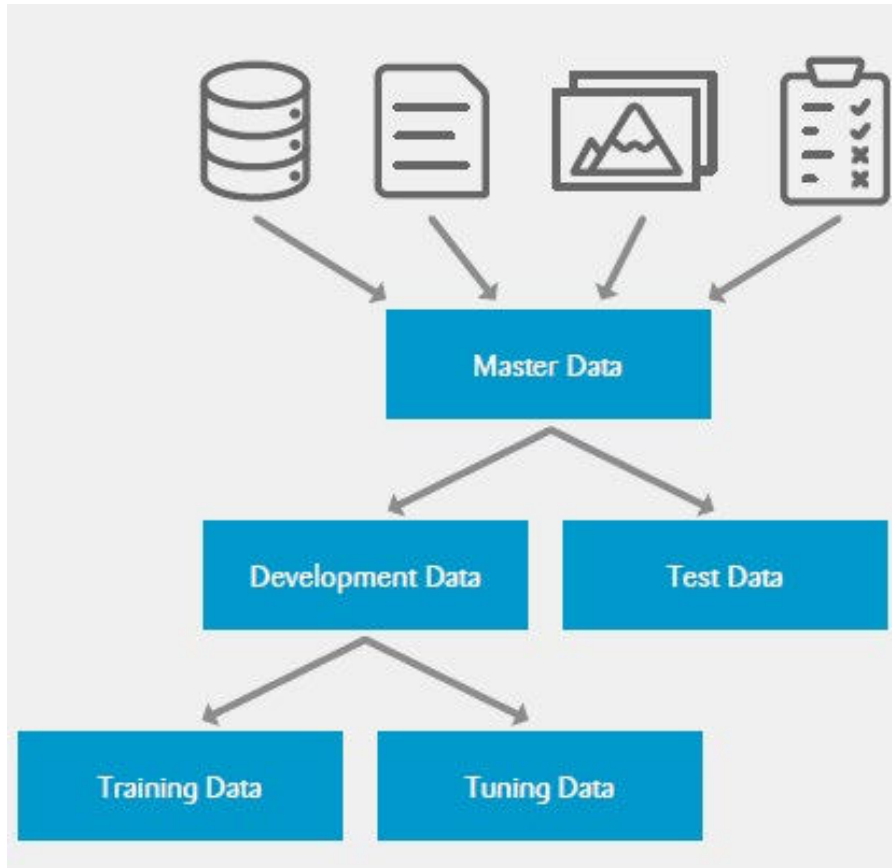 Master Data
Development Data
Test Data
Training Data
Tuning Data